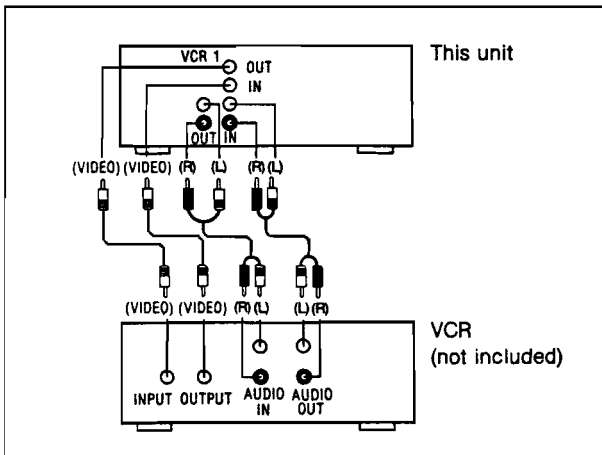 VCR 1
OUT
This unit
IN
OUT IN
(VIDEO) (VIDEO) (R) (L) (R) (L)
(VIDEO) (VIDEO) (R) (L) (L) (R)
VCR
(not included)
INPUT OUTPUT AUDIO IN AUDIO OUT